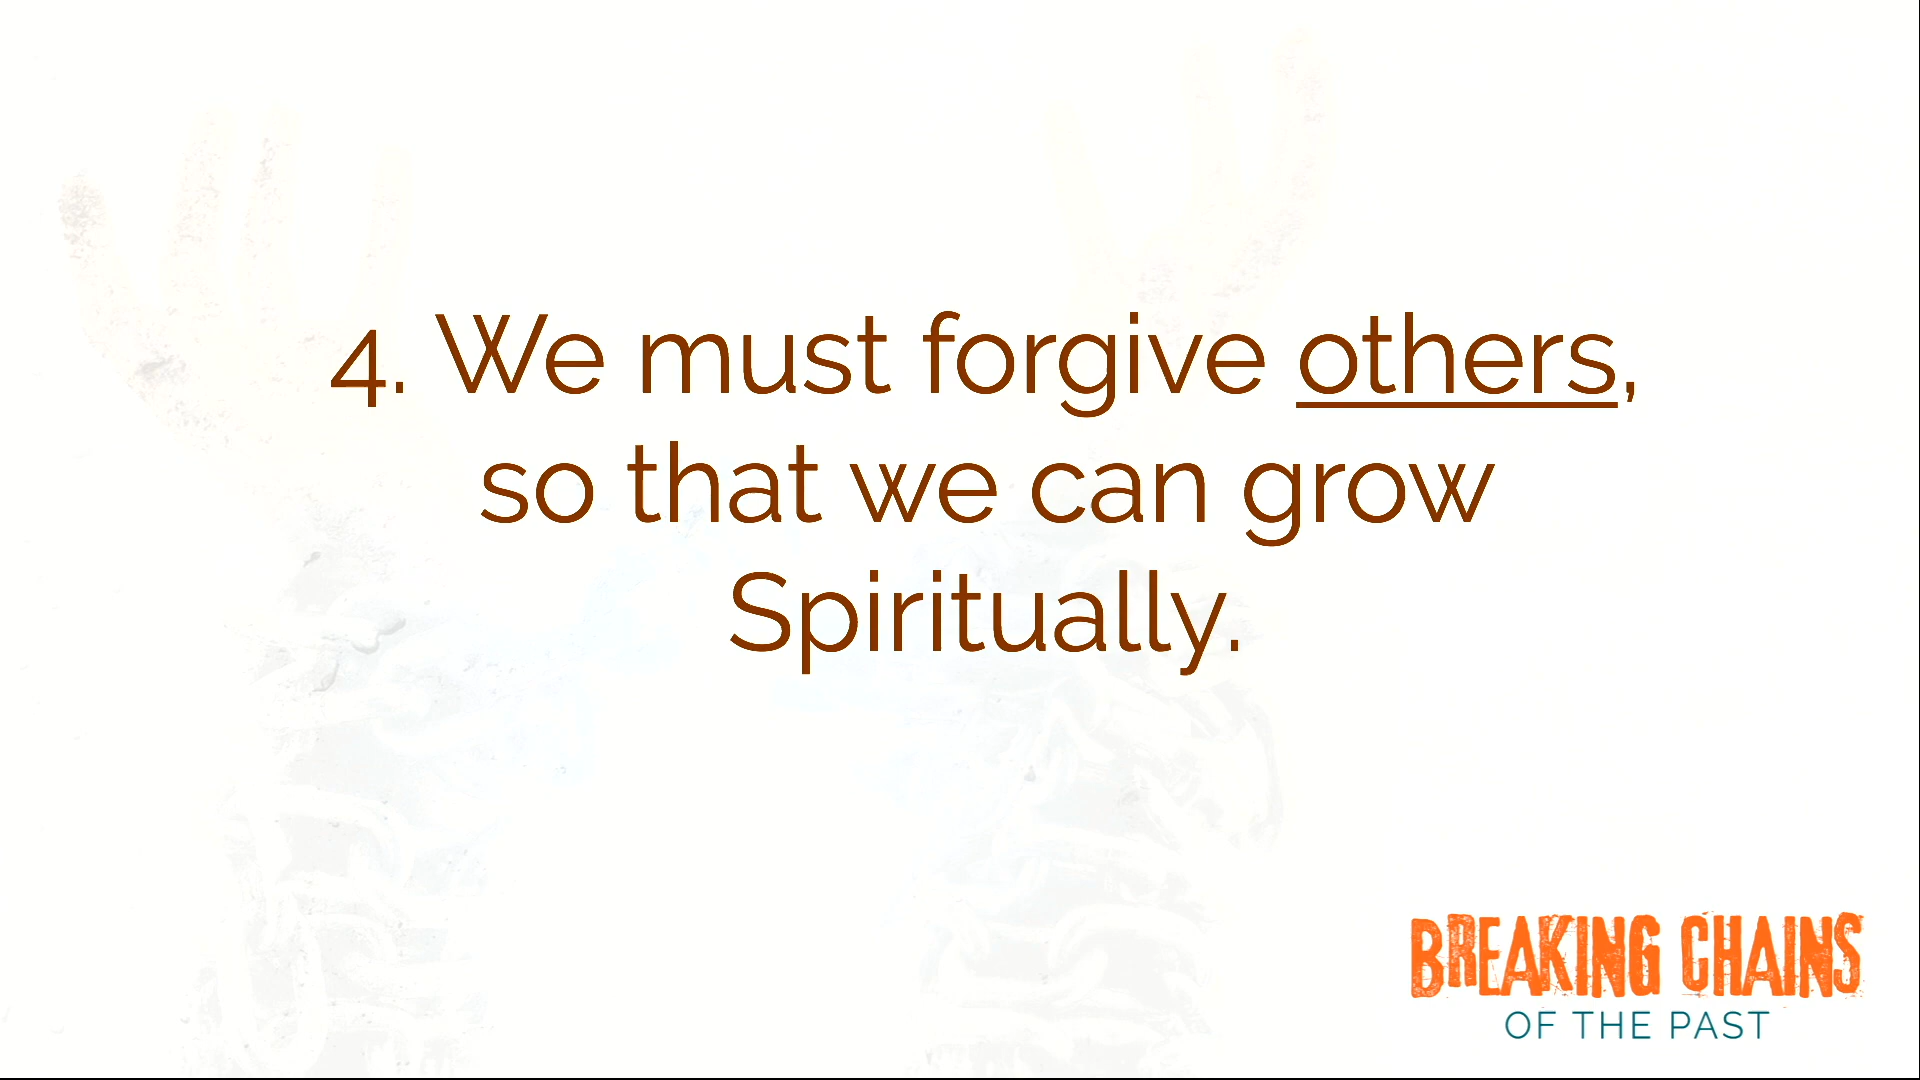 4. We must forgive others,
so that we can grow
Spiritually.
BREAKING CHAINS
OF THE PAST